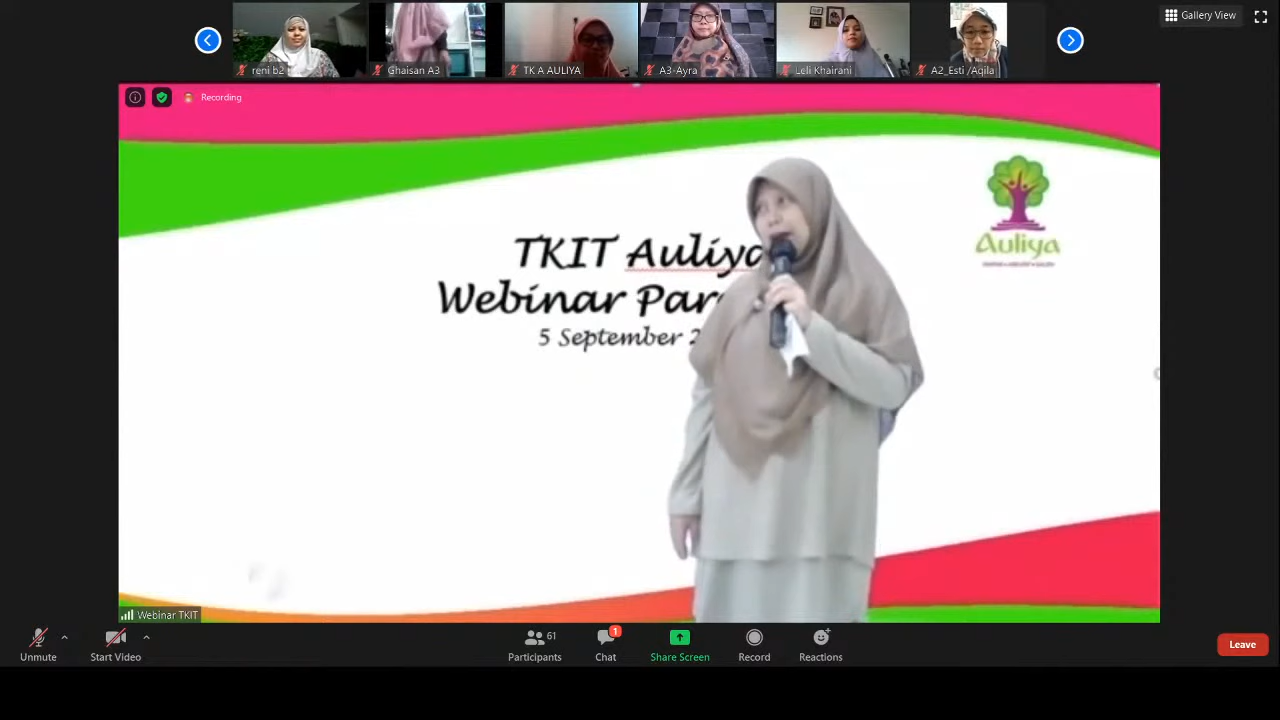 Gallery View
reni b2
Ghaisan A3
TK A AULIYA
A3-Ayra
Leli Khairani
A2_Esti /Aqila
Recording
Auliya
TKIT Auliya
Webinar Par
5 September 2
Webinar TKIT
Unmute
Start Video
61
Participants
1
Chat
Share Screen
Record
Reactions
Leave